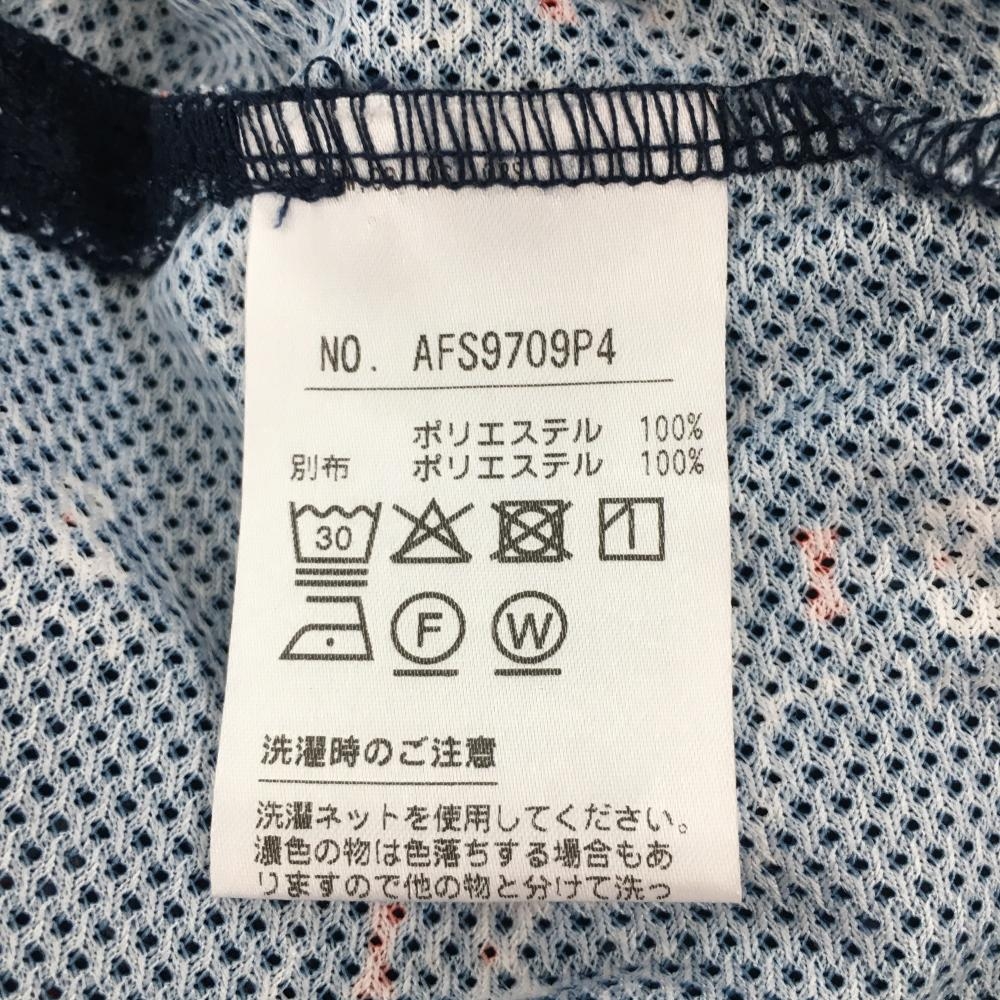 NO. AFS9709P4
ポリエステル 100%
別布 ポリエステル 100%
30
F W
洗濯時のご注意
洗濯ネットを使用してください。
濃色の物は色落ちする場合もあ
りますので他の物と分けて洗っ